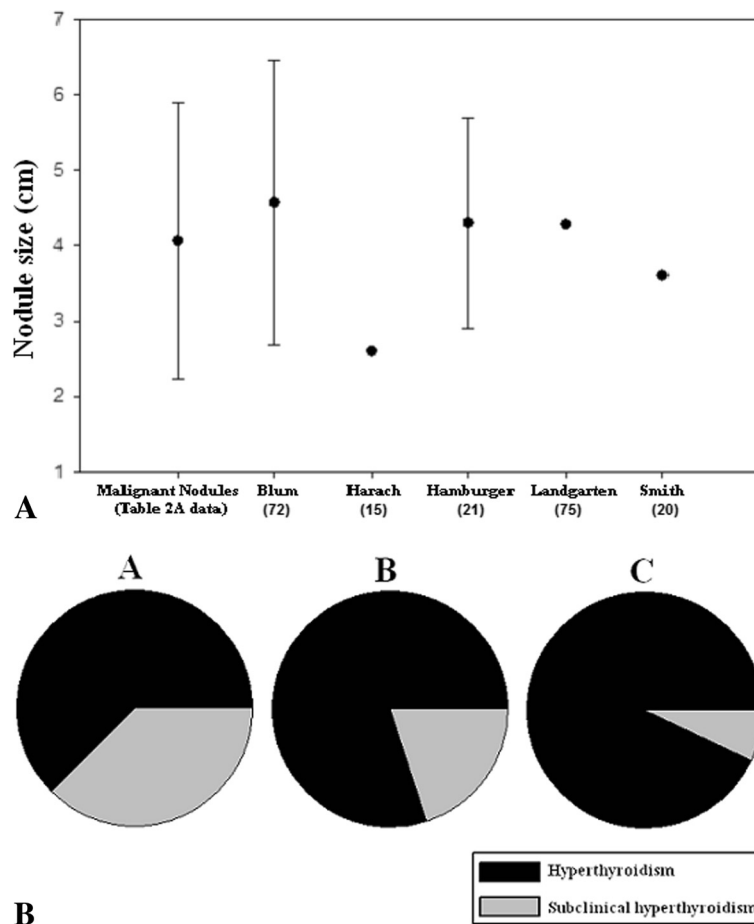 7
6
5
4
3
2
1
Nodule size (cm)
Malignant Nodules
(Table 2A data)
Blum
(72)
Harach
(15)
Hamburger
(21)
Landgarten
(75)
Smith
(20)
A
A
B
C
Hyperthyroidism
Subclinical hyperthyroidism
B